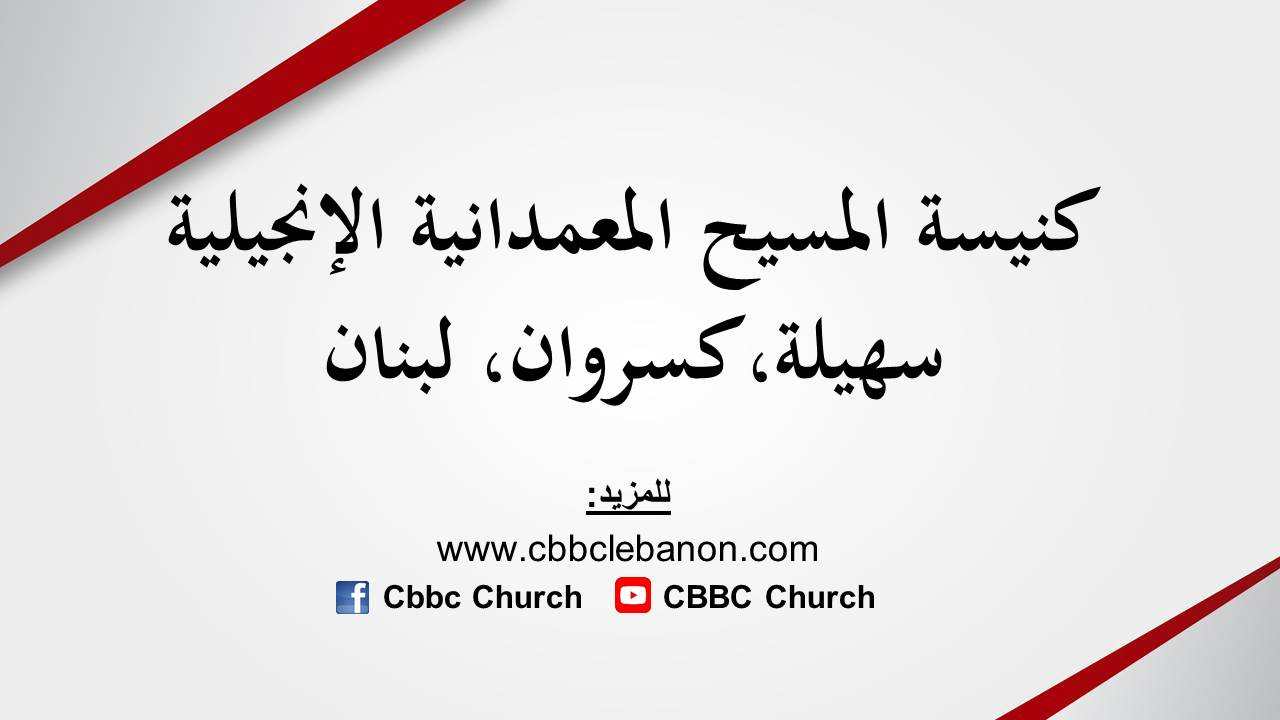 كنيسة المسيح المعمدانية الإنجيلية
سهيلة،كسروان، لبنان
للمزيد:
www.cbbclebanon.com
Cbbc Church CBBC Church